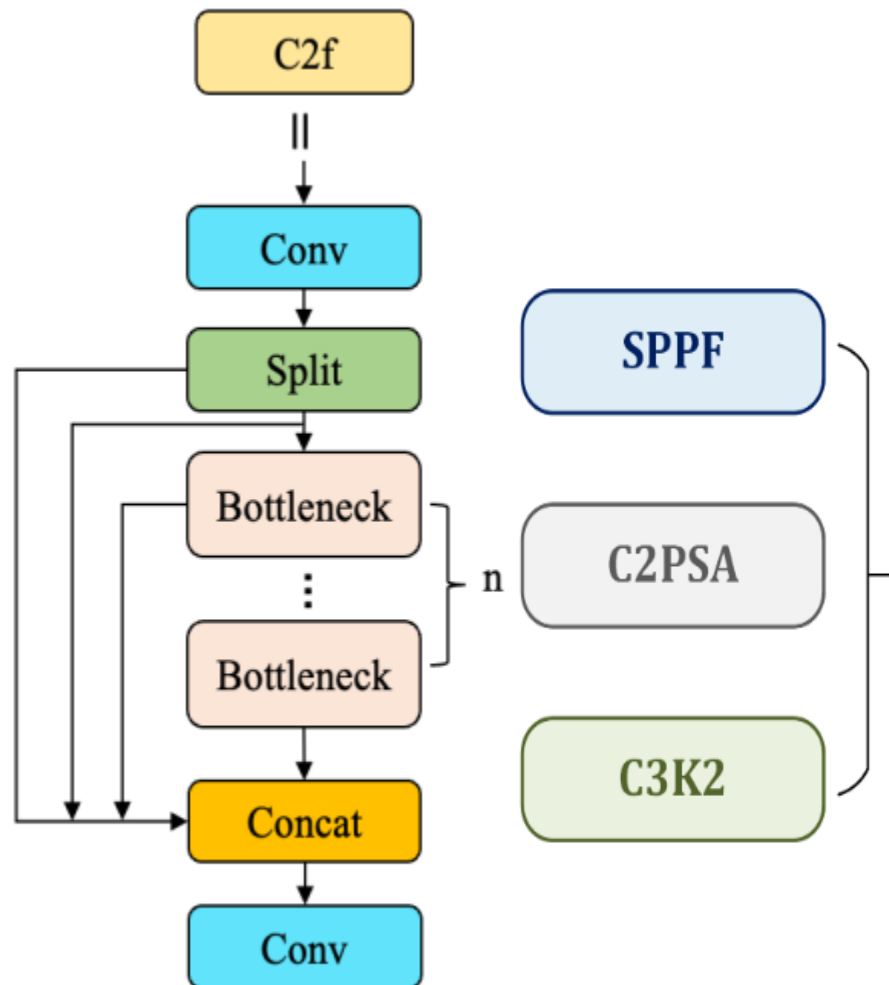 C2f
Conv
Split
Bottleneck
n
Bottleneck
Concat
Conv
SPPF
C2PSA
C3K2